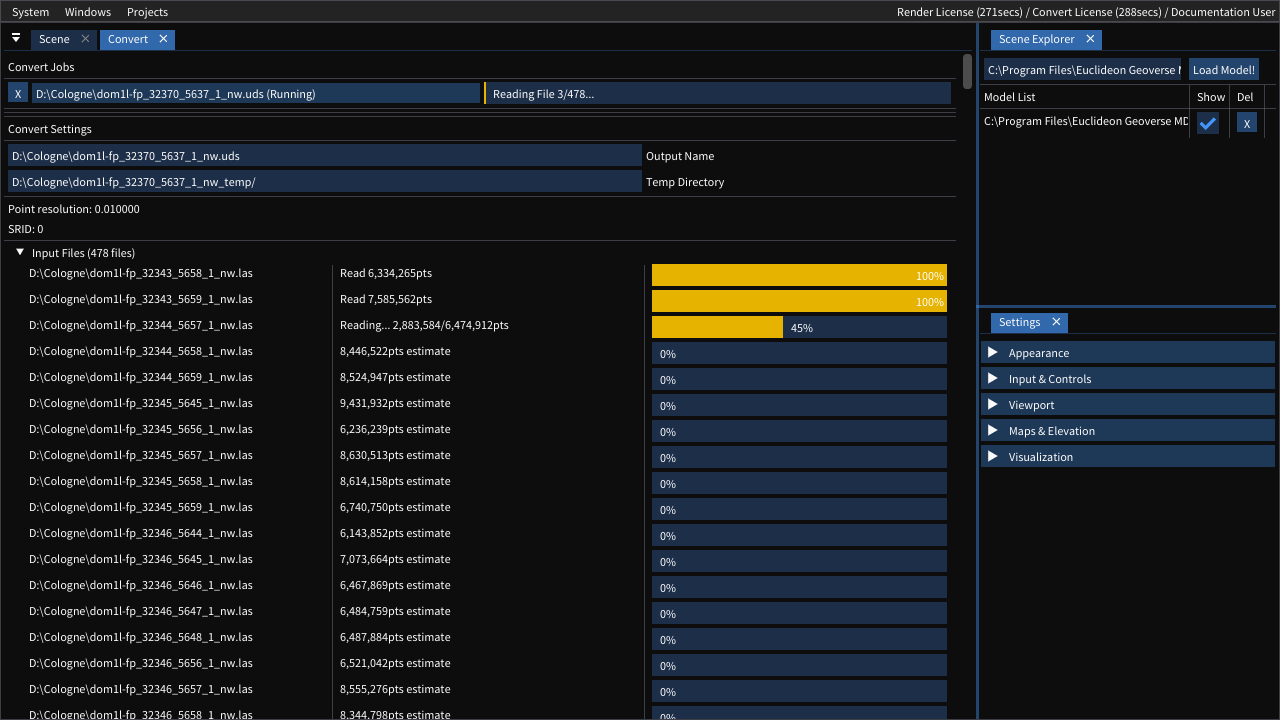 System Windows Projects Render License (271secs) / Convert License (288secs) / Documentation User
Scene Convert
Convert Jobs
X D:\Cologne\dom1l-fp_32370_5637_1_nw.uds (Running) Reading File 3/478...
Convert Settings
D:\Cologne\dom1l-fp_32370_5637_1_nw.uds Output Name
D:\Cologne\dom1l-fp_32370_5637_1_nw_temp/ Temp Directory
Point resolution: 0.010000
SRID: 0
Input Files (478 files)
D:\Cologne\dom1l-fp_32343_5658_1_nw.las Read 6,334,265pts 100%
D:\Cologne\dom1l-fp_32343_5659_1_nw.las Read 7,585,562pts 100%
D:\Cologne\dom1l-fp_32344_5657_1_nw.las Reading... 2,883,584/6,474,912pts 45%
D:\Cologne\dom1l-fp_32344_5658_1_nw.las 8,446,522pts estimate 0%
D:\Cologne\dom1l-fp_32344_5659_1_nw.las 8,524,947pts estimate 0%
D:\Cologne\dom1l-fp_32345_5645_1_nw.las 9,431,932pts estimate 0%
D:\Cologne\dom1l-fp_32345_5656_1_nw.las 6,236,239pts estimate 0%
D:\Cologne\dom1l-fp_32345_5657_1_nw.las 8,630,513pts estimate 0%
D:\Cologne\dom1l-fp_32345_5658_1_nw.las 8,614,158pts estimate 0%
D:\Cologne\dom1l-fp_32345_5659_1_nw.las 6,740,750pts estimate 0%
D:\Cologne\dom1l-fp_32346_5644_1_nw.las 6,143,852pts estimate 0%
D:\Cologne\dom1l-fp_32346_5645_1_nw.las 7,073,664pts estimate 0%
D:\Cologne\dom1l-fp_32346_5646_1_nw.las 6,467,869pts estimate 0%
D:\Cologne\dom1l-fp_32346_5647_1_nw.las 6,484,759pts estimate 0%
D:\Cologne\dom1l-fp_32346_5648_1_nw.las 6,487,884pts estimate 0%
D:\Cologne\dom1l-fp_32346_5656_1_nw.las 6,521,042pts estimate 0%
D:\Cologne\dom1l-fp_32346_5657_1_nw.las 8,555,276pts estimate 0%
D:\Cologne\dom1l-fp_32346_5658_1_nw.las 8,344,798pts estimate 0%
Scene Explorer
C:\Program Files\Euclideon Geoverse Load Model!
Model List Show Del
C:\Program Files\Euclideon Geoverse MD X
Settings
Appearance
Input & Controls
Viewport
Maps & Elevation
Visualization